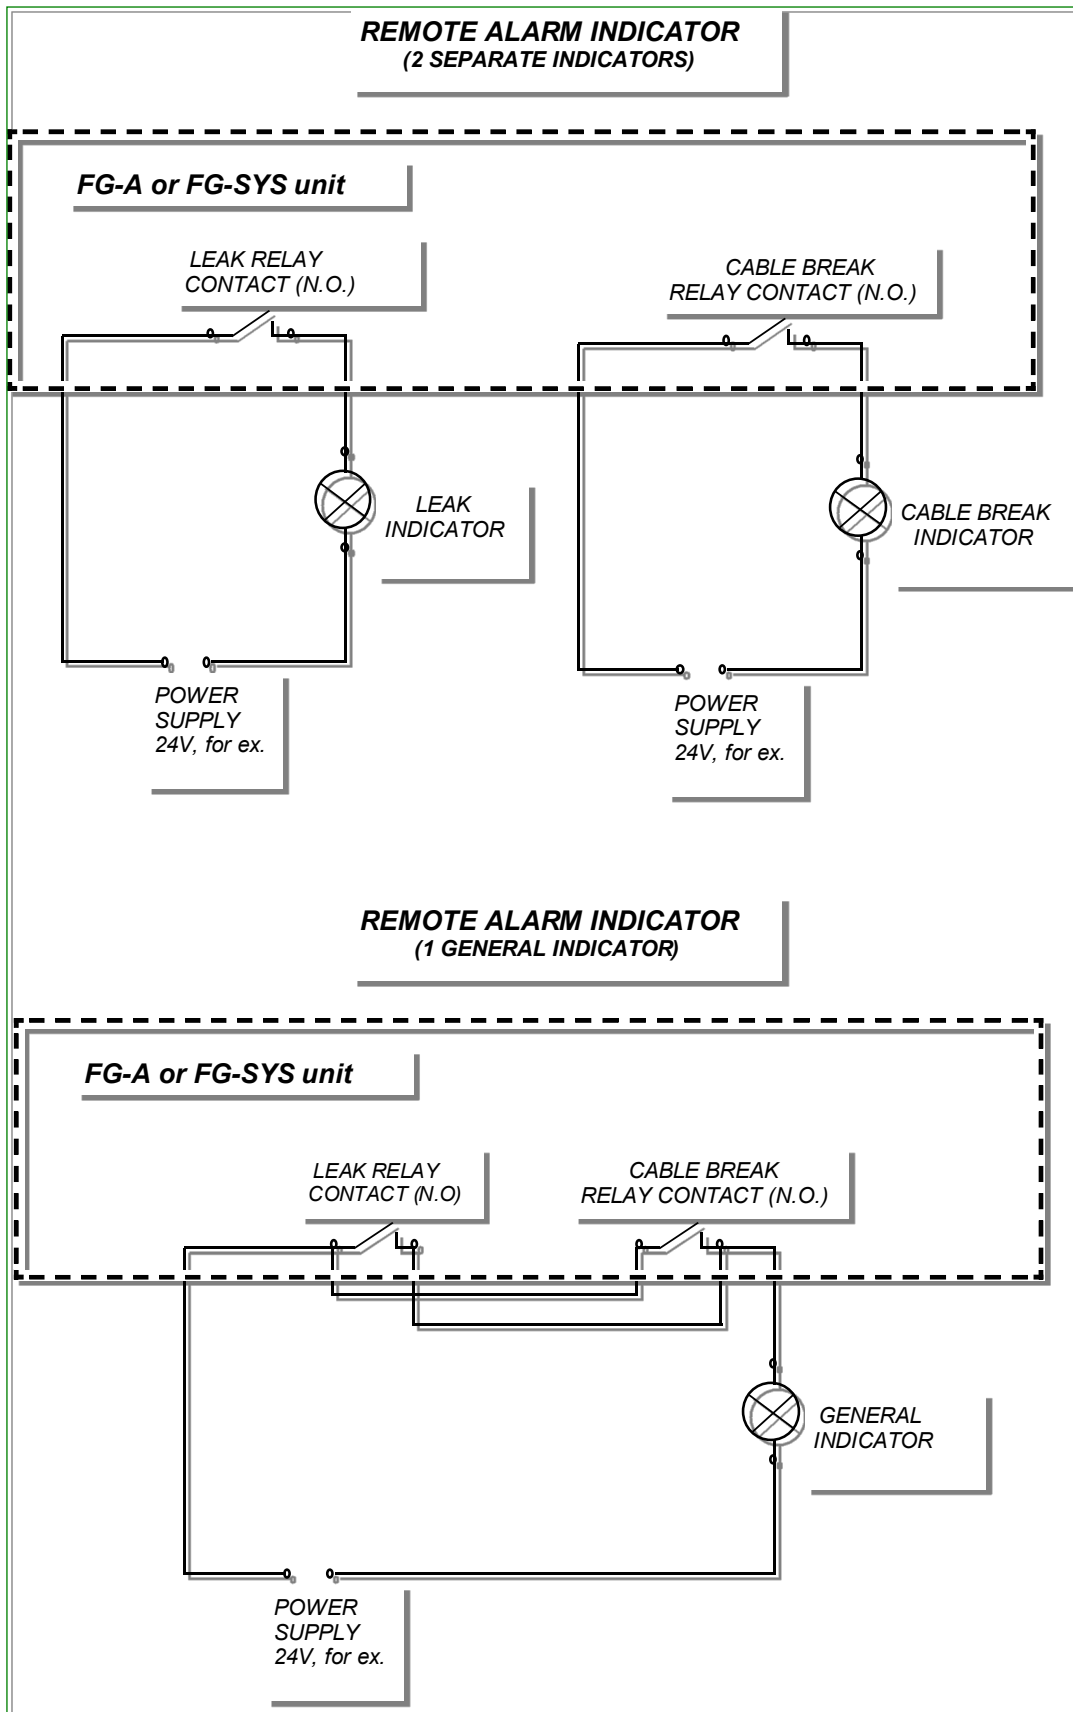 REMOTE ALARM INDICATOR
(2 SEPARATE INDICATORS)
FG-A or FG-SYS unit
LEAK RELAY
CONTACT (N.O.)
CABLE BREAK
RELAY CONTACT (N.O.)
LEAK
INDICATOR
CABLE BREAK
INDICATOR
POWER
SUPPLY
24V, for ex.
POWER
SUPPLY
24V, for ex.
REMOTE ALARM INDICATOR
(1 GENERAL INDICATOR)
FG-A or FG-SYS unit
LEAK RELAY
CONTACT (N.O)
CABLE BREAK
RELAY CONTACT (N.O.)
GENERAL
INDICATOR
POWER
SUPPLY
24V, for ex.